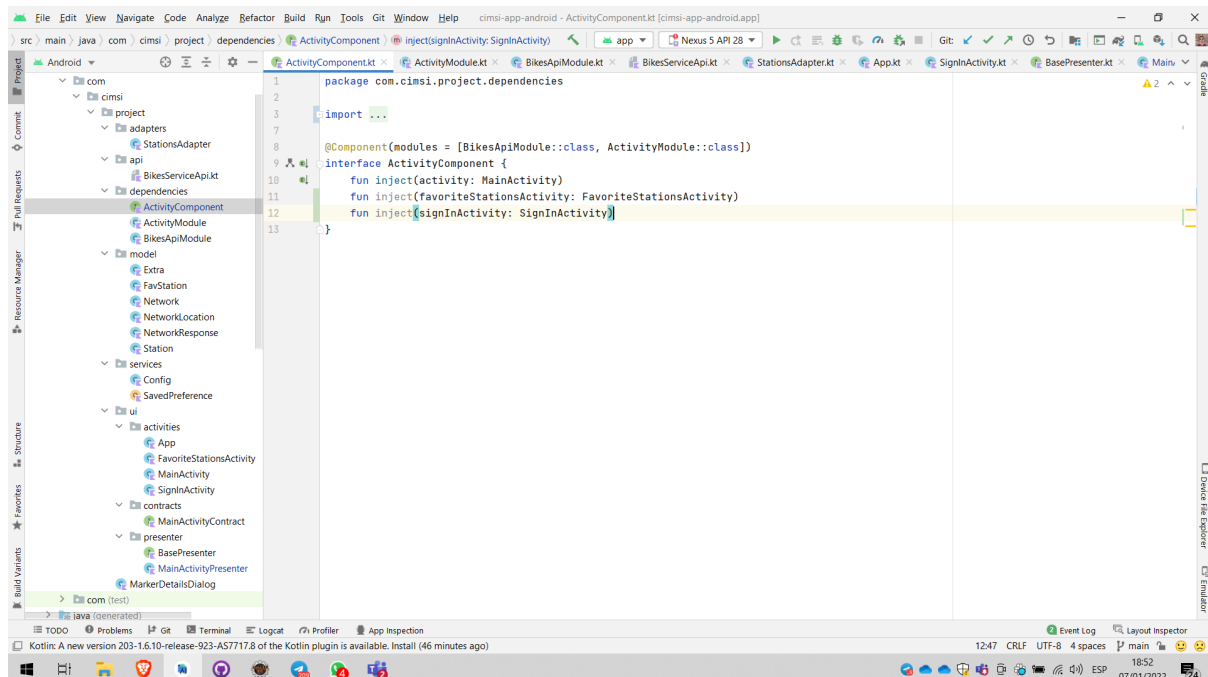 File Edit View Navigate Code Analyze Refactor Build Run Tools Git Window Help cimsi-app-android - ActivityComponent.kt [cimsi-app-android.app]
src main java com cimsi project dependencies ActivityComponent inject(signInActivity: SignInActivity) app Nexus 5 API 28 Git:
Android ActivityComponent.kt ActivityModule.kt BikesApiModule.kt BikesServiceApi.kt StationsAdapter.kt App.kt SignInActivity.kt BasePresenter.kt
Project
Commit
Pull Requests
Resource Manager
Structure
Favorites
Build Variants
com
cimsi
project
adapters
StationsAdapter
api
BikesServiceApi.kt
dependencies
ActivityComponent
ActivityModule
BikesApiModule
model
Extra
FavStation
Network
NetworkLocation
NetworkResponse
Station
services
Config
SavedPreference
ui
activities
App
FavoriteStationsActivity
MainActivity
SignInActivity
contracts
MainActivityContract
presenter
BasePresenter
MainActivityPresenter
MarkerDetailsDialog
com (test)
java (generated)
1 package com.cimsi.project.dependencies
2
3 import ...
7
8 @Component(modules = [BikesApiModule::class, ActivityModule::class])
9 interface ActivityComponent {
10 fun inject(activity: MainActivity)
11 fun inject(favoriteStationsActivity: FavoriteStationsActivity)
12 fun inject(signInActivity: SignInActivity)
13 }
2
Gradle
Device File Explorer
Emulator
TODO Problems Git Terminal Logcat Profiler App Inspection 2 Event Log Layout Inspector
Kotlin: A new version 203-1.6.10-release-923-AS7717.8 of the Kotlin plugin is available. Install (46 minutes ago) 12:47 CRLF UTF-8 4 spaces main
ESP 18:52
07/01/2022